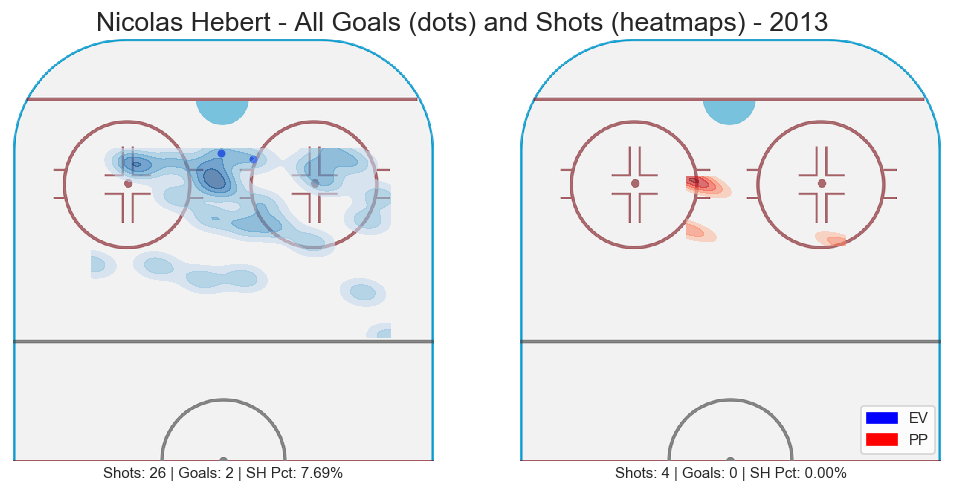 Nicolas Hebert - All Goals (dots) and Shots (heatmaps) - 2013
EV
PP
Shots: 26 | Goals: 2 | SH Pct: 7.69%
Shots: 4 | Goals: 0 | SH Pct: 0.00%